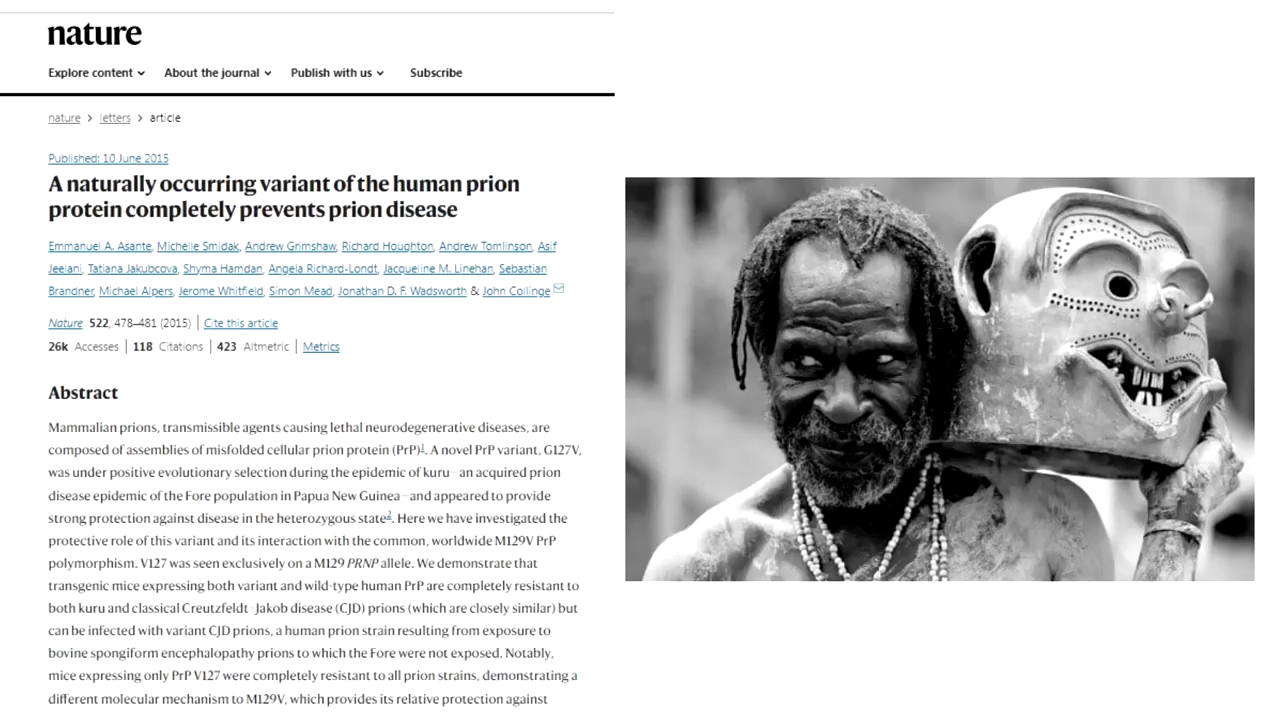 nature
Explore content About the journal Publish with us Subscribe
nature > letters > article
Published: 10 June 2015
A naturally occurring variant of the human prion
protein completely prevents prion disease
Emmanuel A. Asante, Michelle Smidak, Andrew Grimshaw, Richard Houghton, Andrew Tomlinson, Asif
Jeelani, Tatiana Jakubcova, Shyma Hamdan, Angela Richard-Londt, Jacqueline M. Linehan, Sebastian
Brandner, Michael Alpers, Jerome Whitfield, Simon Mead, Jonathan D. F. Wadsworth & John Collinge
Nature 522, 478–481 (2015) | Cite this article
26k Accesses | 118 Citations | 423 Altmetric | Metrics
Abstract
Mammalian prions, transmissible agents causing lethal neurodegenerative diseases, are
composed of assemblies of misfolded cellular prion protein (PrP)1. A novel PrP variant, G127V,
was under positive evolutionary selection during the epidemic of kuru—an acquired prion
disease epidemic of the Fore population in Papua New Guinea—and appeared to provide
strong protection against disease in the heterozygous state2. Here we have investigated the
protective role of this variant and its interaction with the common, worldwide M129V PrP
polymorphism. V127 was seen exclusively on a M129 PRNP allele. We demonstrate that
transgenic mice expressing both variant and wild-type human PrP are completely resistant to
both kuru and classical Creutzfeldt–Jakob disease (CJD) prions (which are closely similar) but
can be infected with variant CJD prions, a human prion strain resulting from exposure to
bovine spongiform encephalopathy prions to which the Fore were not exposed. Notably,
mice expressing only PrP V127 were completely resistant to all prion strains, demonstrating a
different molecular mechanism to M129V, which provides its relative protection against